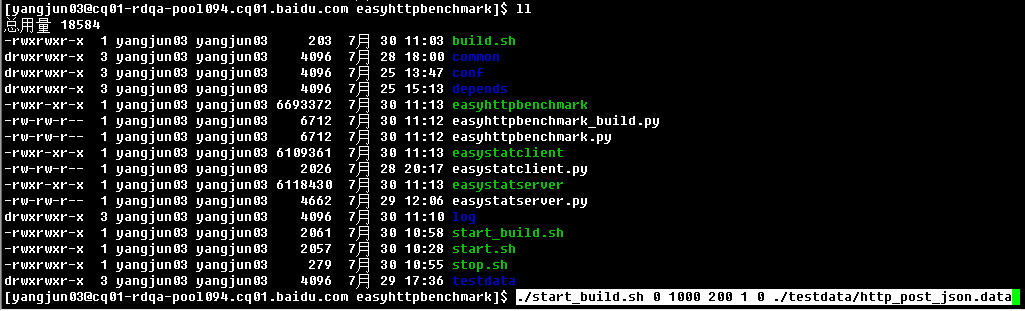 [yangjun03@cq01-rdqa-pool094.cq01.baidu.com easyhttpbenchmark]$ ll
总用量 18584
-rwxrwxr-x 1 yangjun03 yangjun03 203 7月 30 11:03 build.sh
drwxrwxr-x 3 yangjun03 yangjun03 4096 7月 28 18:00 common
drwxrwxr-x 3 yangjun03 yangjun03 4096 7月 25 13:47 conf
drwxrwxr-x 3 yangjun03 yangjun03 4096 7月 25 15:13 depends
-rwxr-xr-x 1 yangjun03 yangjun03 6693372 7月 30 11:13 easyhttpbenchmark
-rw-rw-r-- 1 yangjun03 yangjun03 6712 7月 30 11:12 easyhttpbenchmark_build.py
-rw-rw-r-- 1 yangjun03 yangjun03 6712 7月 30 11:12 easyhttpbenchmark.py
-rwxr-xr-x 1 yangjun03 yangjun03 6109361 7月 30 11:13 easystatclient
-rw-rw-r-- 1 yangjun03 yangjun03 2026 7月 28 20:17 easystatclient.py
-rwxr-xr-x 1 yangjun03 yangjun03 6118430 7月 30 11:13 easystatserver
-rw-rw-r-- 1 yangjun03 yangjun03 4662 7月 29 12:06 easystatserver.py
drwxrwxr-x 3 yangjun03 yangjun03 4096 7月 30 11:10 log
-rwxrwxr-x 1 yangjun03 yangjun03 2061 7月 30 10:58 start_build.sh
-rwxrwxr-x 1 yangjun03 yangjun03 2057 7月 30 10:28 start.sh
-rwxrwxr-x 1 yangjun03 yangjun03 279 7月 30 10:55 stop.sh
drwxrwxr-x 3 yangjun03 yangjun03 4096 7月 29 17:36 testdata
[yangjun03@cq01-rdqa-pool094.cq01.baidu.com easyhttpbenchmark]$ ./start_build.sh 0 1000 200 1 0 ./testdata/http_post_json.data